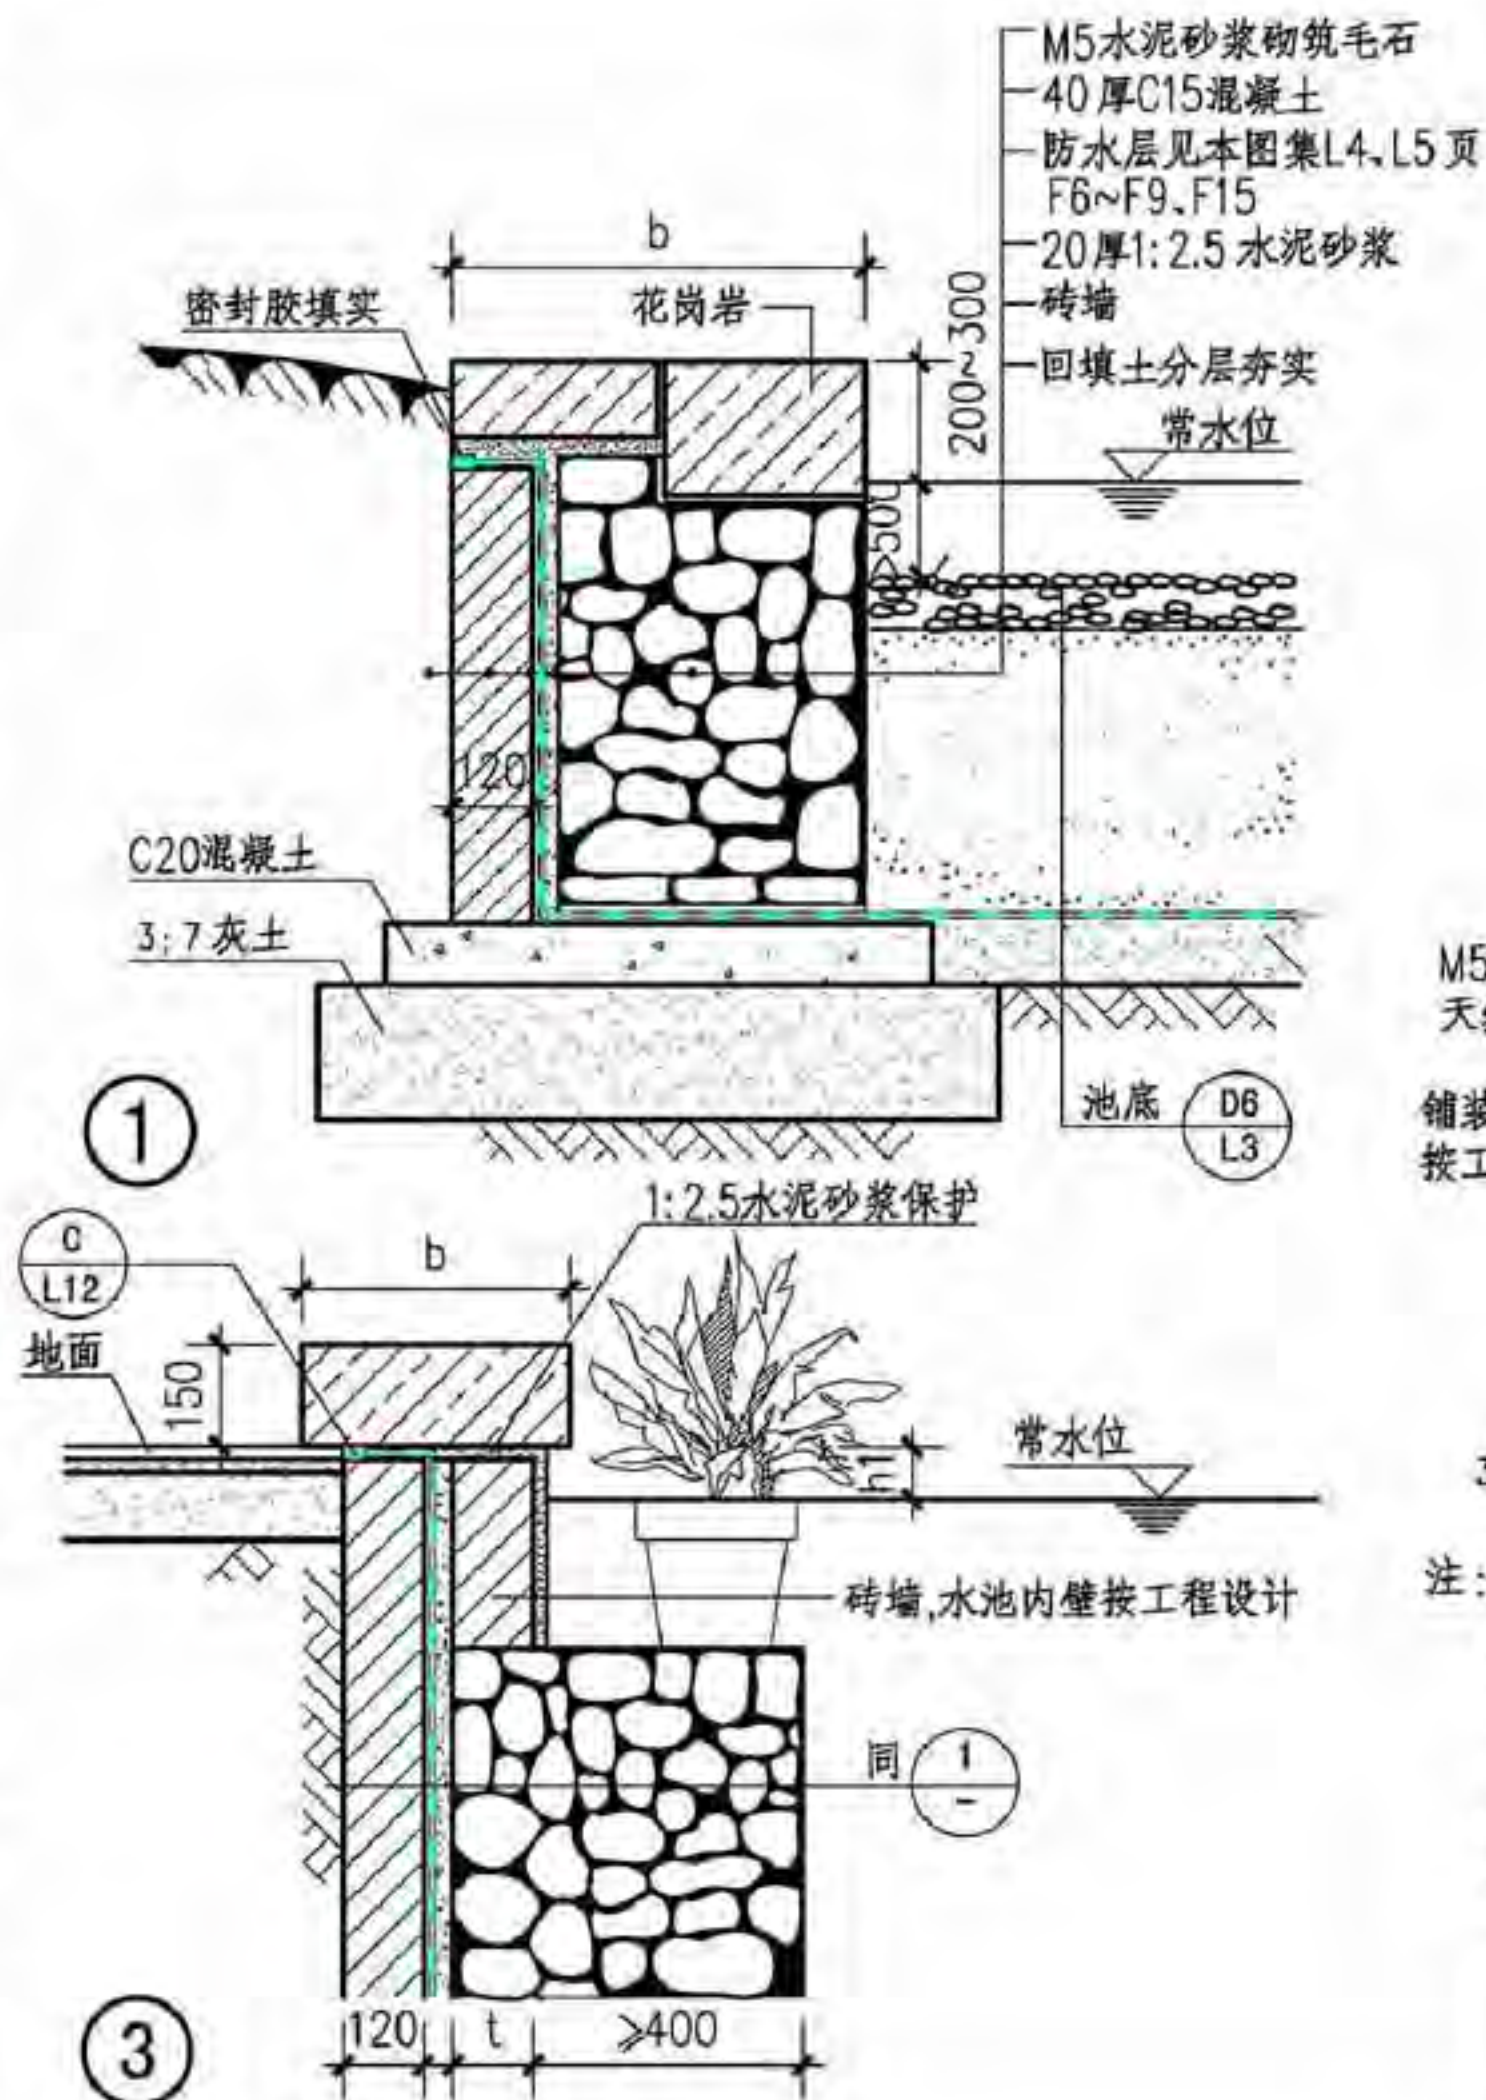 M5水泥砂浆砌筑毛石
40厚C15混凝土
防水层见本图集L4、L5页
F6~F9、F15
20厚1:2.5水泥砂浆
砖墙
回填土分层夯实
b
密封胶填实
花岗岩
200~300
常水位
>500
120
C20混凝土
3:7灰土
M5
池底
D6
L3
铺装
按工
1
1:2.5水泥砂浆保护
C
L12
b
地面
150
常水位
h1
砖墙,水池内壁按工程设计
注:
同
1
-
120
t
≥400
3